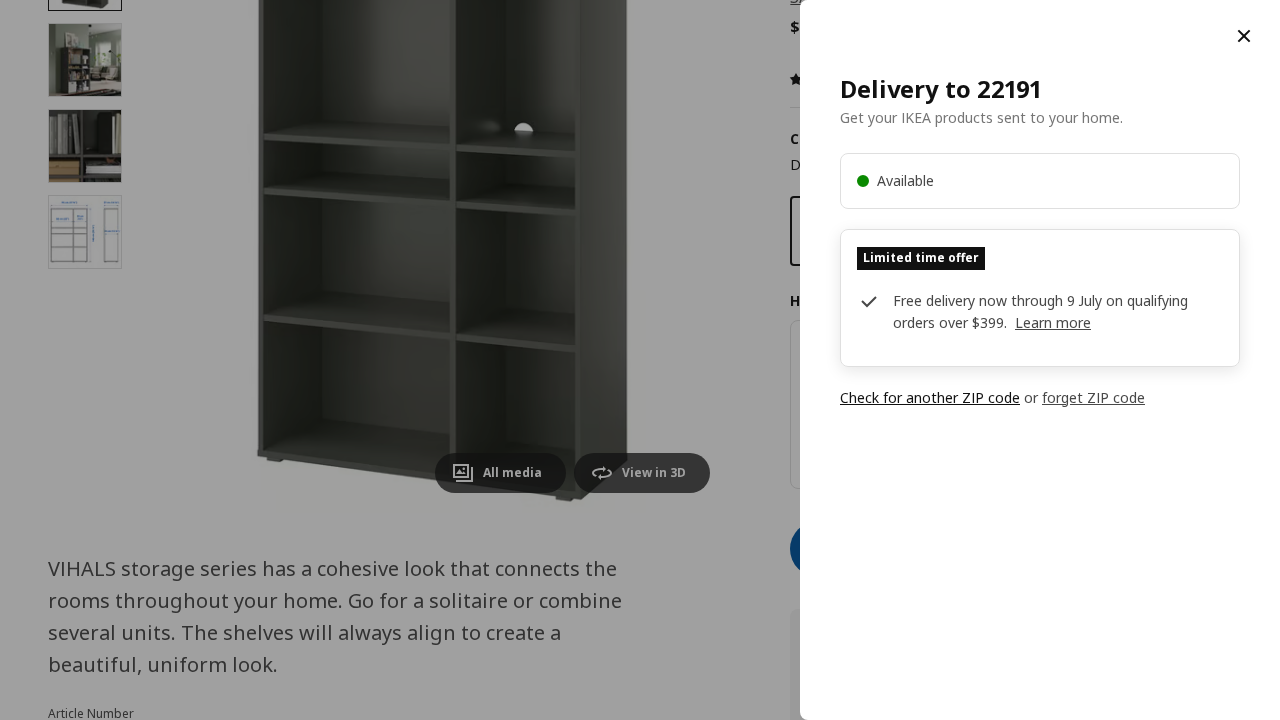 Delivery to 22191
Get your IKEA products sent to your home.
Available
Limited time offer
Free delivery now through 9 July on qualifying
orders over $399. Learn more
Check for another ZIP code or forget ZIP code
$
C
D
H
All media
View in 3D
VIHALS storage series has a cohesive look that connects the
rooms throughout your home. Go for a solitaire or combine
several units. The shelves will always align to create a
beautiful, uniform look.
Article Number